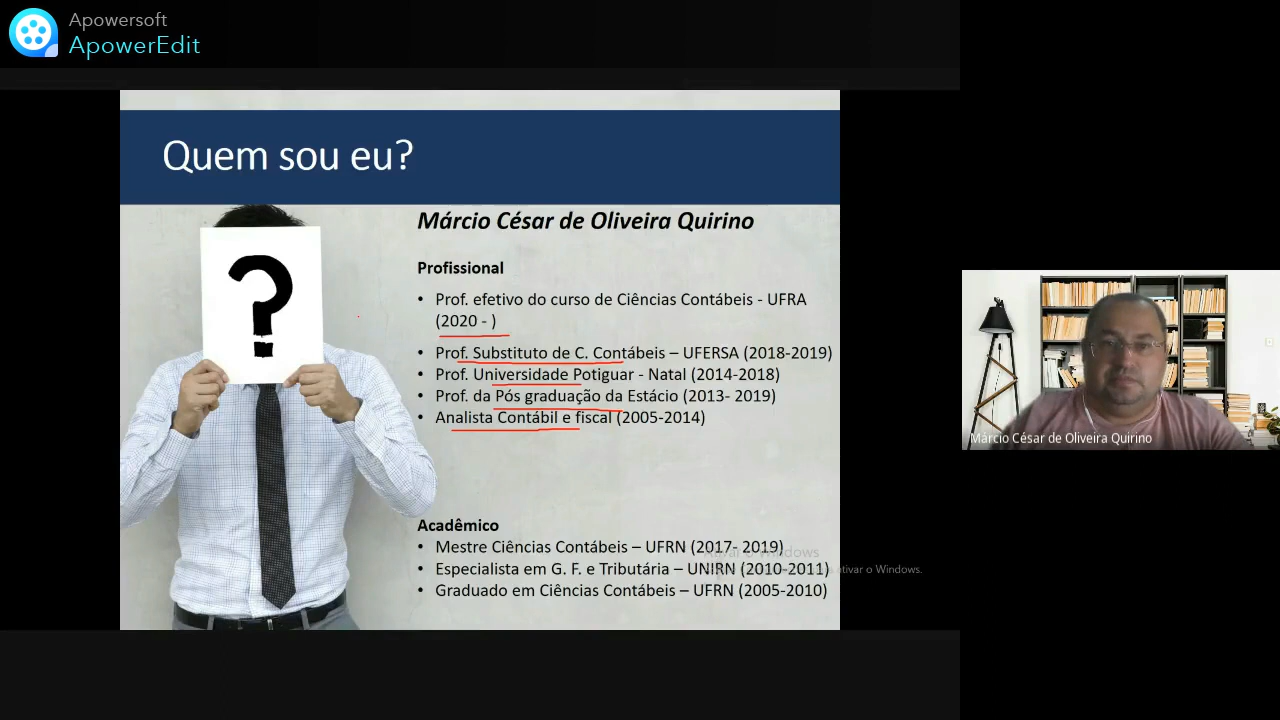 Apowersoft
ApowerEdit
Quem sou eu?
Márcio César de Oliveira Quirino
Profissional
• Prof. efetivo do curso de Ciências Contábeis - UFRA
(2020 - )
• Prof. Substituto de C. Contábeis – UFERSA (2018-2019)
• Prof. Universidade Potiguar - Natal (2014-2018)
• Prof. da Pós graduação da Estácio (2013- 2019)
• Analista Contábil e fiscal (2005-2014)
Acadêmico
• Mestre Ciências Contábeis – UFRN (2017- 2019)
• Especialista em G. F. e Tributária – UNIRN (2010-2011)
• Graduado em Ciências Contábeis – UFRN (2005-2010)
Windows
ativar o Windows.
Márcio César de Oliveira Quirino